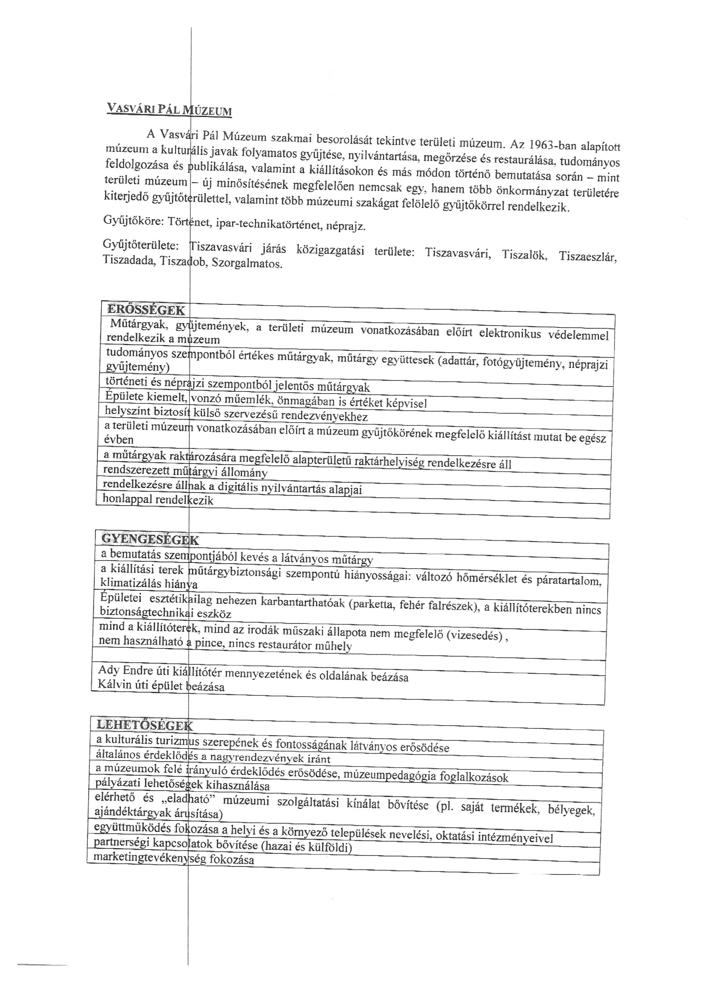 VASVÁRI PÁL MÚZEUM
A Vasvári Pál Múzeum szakmai besorolását tekintve területi múzeum. Az 1963-ban alapított
múzeum a kulturális javak folyamatos gyűjtése, nyilvántartása, megőrzése és restaurálása, tudományos
feldolgozása és publikálása, valamint a kiállításokon és más módon történő bemutatása során – mint
területi múzeum – új minősítésének megfelelően nemcsak egy, hanem több önkormányzat területére
kiterjedő gyűjtőterülettel, valamint több múzeumi szakágat felölelő gyűjtőkörrel rendelkezik.
Gyűjtőköre: Történet, ipar-technikatörténet, néprajz.
Gyűjtőterülete: Tiszavasvári járás közigazgatási területe: Tiszavasvári, Tiszalök, Tiszaeszlár,
Tiszadada, Tiszadob, Szorgalmatos.
ERŐSSÉGEK
Műtárgyak, gyűjtemények, a területi múzeum vonatkozásában előírt elektronikus védelemmel
rendelkezik a múzeum
tudományos szempontból értékes műtárgyak, műtárgy együttesek (adattár, fotógyűjtemény, néprajzi
gyűjtemény)
történeti és néprajzi szempontból jelentős műtárgyak
Épülete kiemelt, vonzó műemlék, önmagában is értéket képvisel
helyszínt biztosít külső szervezésű rendezvényekhez
a területi múzeum vonatkozásában előírt a múzeum gyűjtőkörének megfelelő kiállítást mutat be egész
évben
a műtárgyak raktározására megfelelő alapterületű raktárhelyiség rendelkezésre áll
rendszerezett műtárgyi állomány
rendelkezésre állnak a digitális nyilvántartás alapjai
honlappal rendelkezik
GYENGESÉGEK
a bemutatás szempontjából kevés a látványos műtárgy
a kiállítási terek műtárgybiztonsági szempontú hiányosságai: változó hőmérséklet és páratartalom,
klimatizálás hiánya
Épületei esztétikailag nehezen karbantarthatóak (parketta, fehér falrészek), a kiállítóterekben nincs
biztonságtechnikai eszköz
mind a kiállítóterek, mind az irodák műszaki állapota nem megfelelő (vizesedés) ,
nem használható a pince, nincs restaurátor műhely
Ady Endre úti kiállítótér mennyezetének és oldalának beázása
Kálvin úti épület beázása
LEHETŐSÉGEK
a kulturális turizmus szerepének és fontosságának látványos erősödése
általános érdeklődés a nagyrendezvények iránt
a múzeumok felé irányuló érdeklődés erősödése, múzeumpedagógia foglalkozások
pályázati lehetőségek kihasználása
elérhető és „eladható” múzeumi szolgáltatási kínálat bővítése (pl. saját termékek, bélyegek,
ajándéktárgyak árusítása)
együttműködés fokozása a helyi és a környező települések nevelési, oktatási intézményeivel
partnerségi kapcsolatok bővítése (hazai és külföldi)
marketingtevékenység fokozása